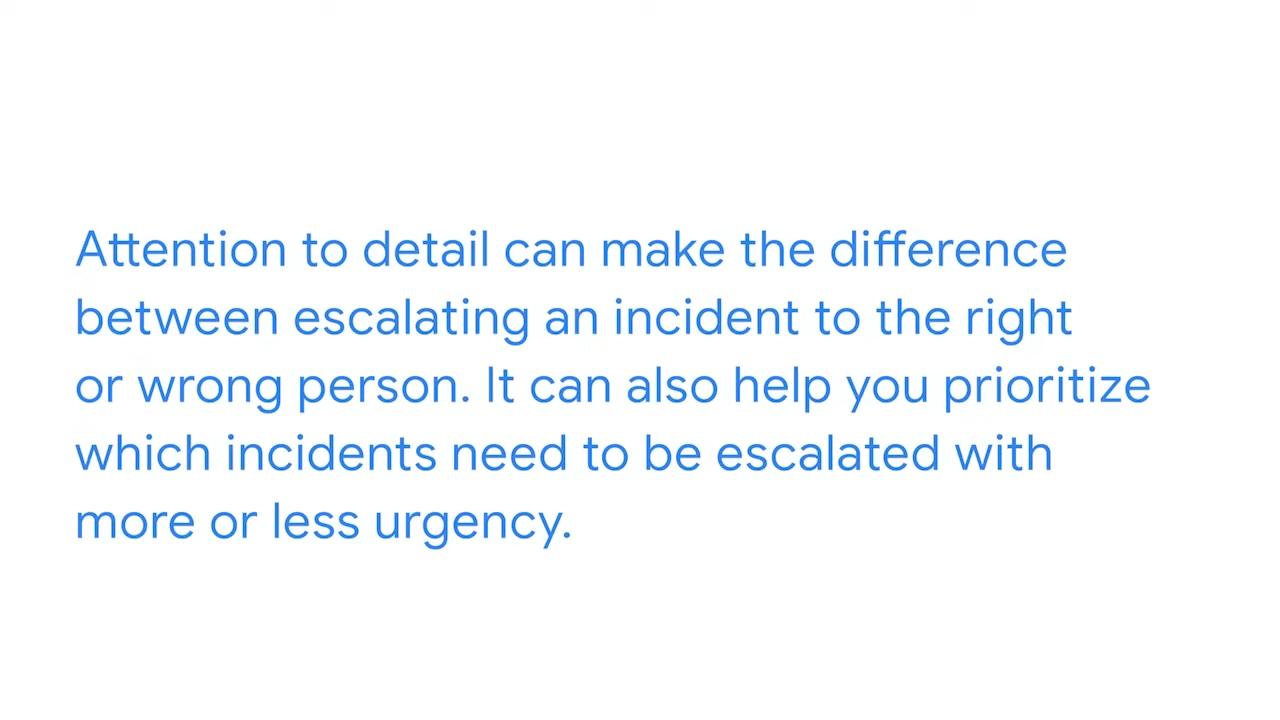 Attention to detail can make the difference
between escalating an incident to the right
or wrong person. It can also help you prioritize
which incidents need to be escalated with
more or less urgency.